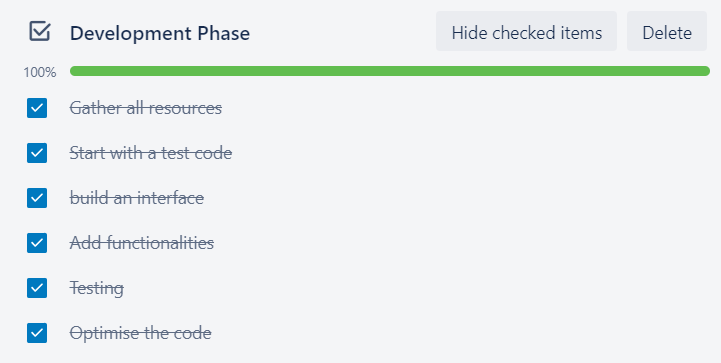 Development Phase Hide checked items Delete
100%
Gather all resources
Start with a test code
build an interface
Add functionalities
Testing
Optimise the code